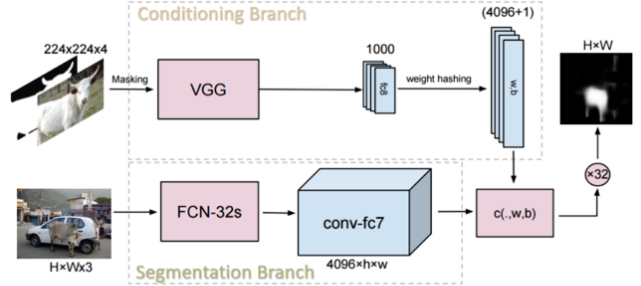 Conditioning Branch
224x224x4
Masking
VGG
1000
fc8
weight hashing
(4096+1)
w,b
H×W
×32
FCN-32s
conv-fc7
4096×h×w
c(.,w,b)
H×Wx3
Segmentation Branch